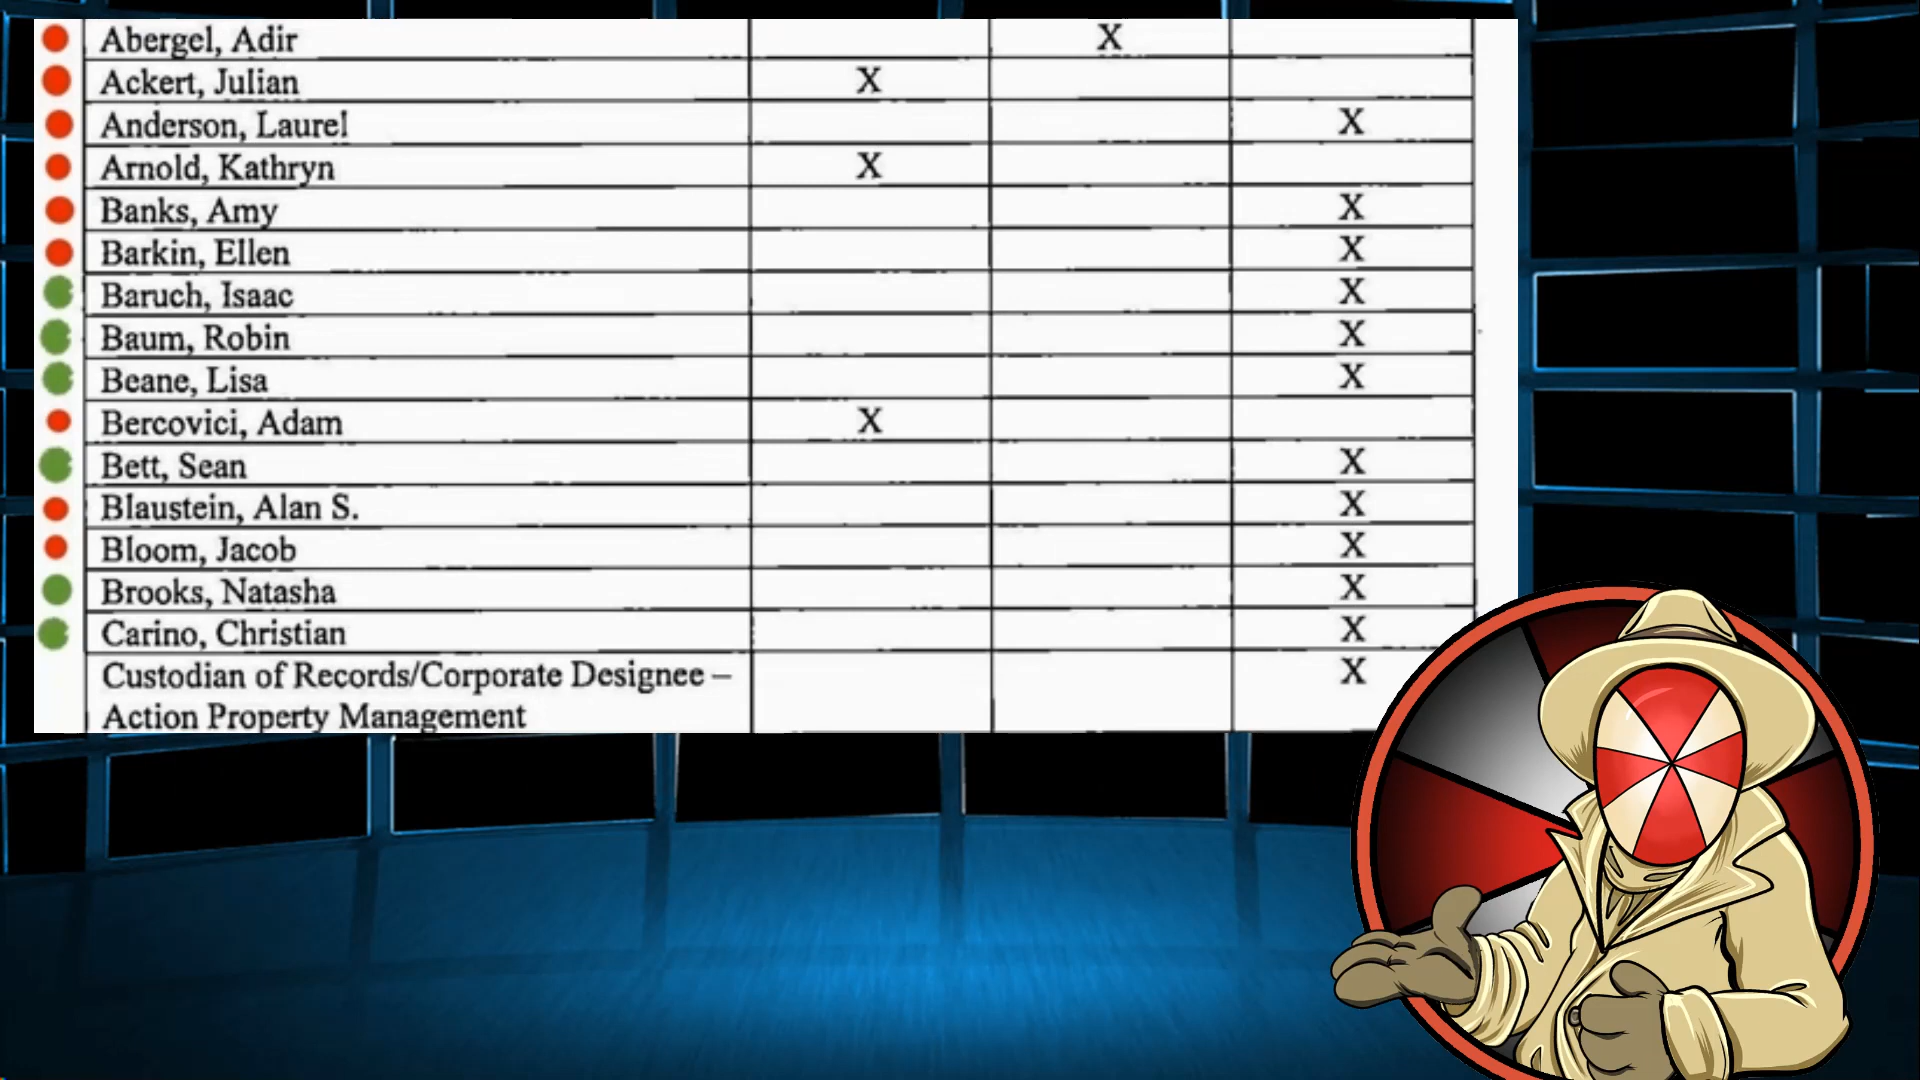 Abergel, Adir X
Ackert, Julian X
Anderson, Laurel X
Arnold, Kathryn X
Banks, Amy X
Barkin, Ellen X
Baruch, Isaac X
Baum, Robin X
Beane, Lisa X
Bercovici, Adam X
Bett, Sean X
Blaustein, Alan S. X
Bloom, Jacob X
Brooks, Natasha X
Carino, Christian X
Custodian of Records/Corporate Designee – X
Action Property Management